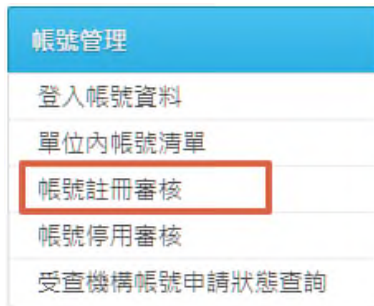 帳號管理
登入帳號資料
單位內帳號清單
帳號註冊審核
帳號停用審核
受查機構帳號申請狀態查詢